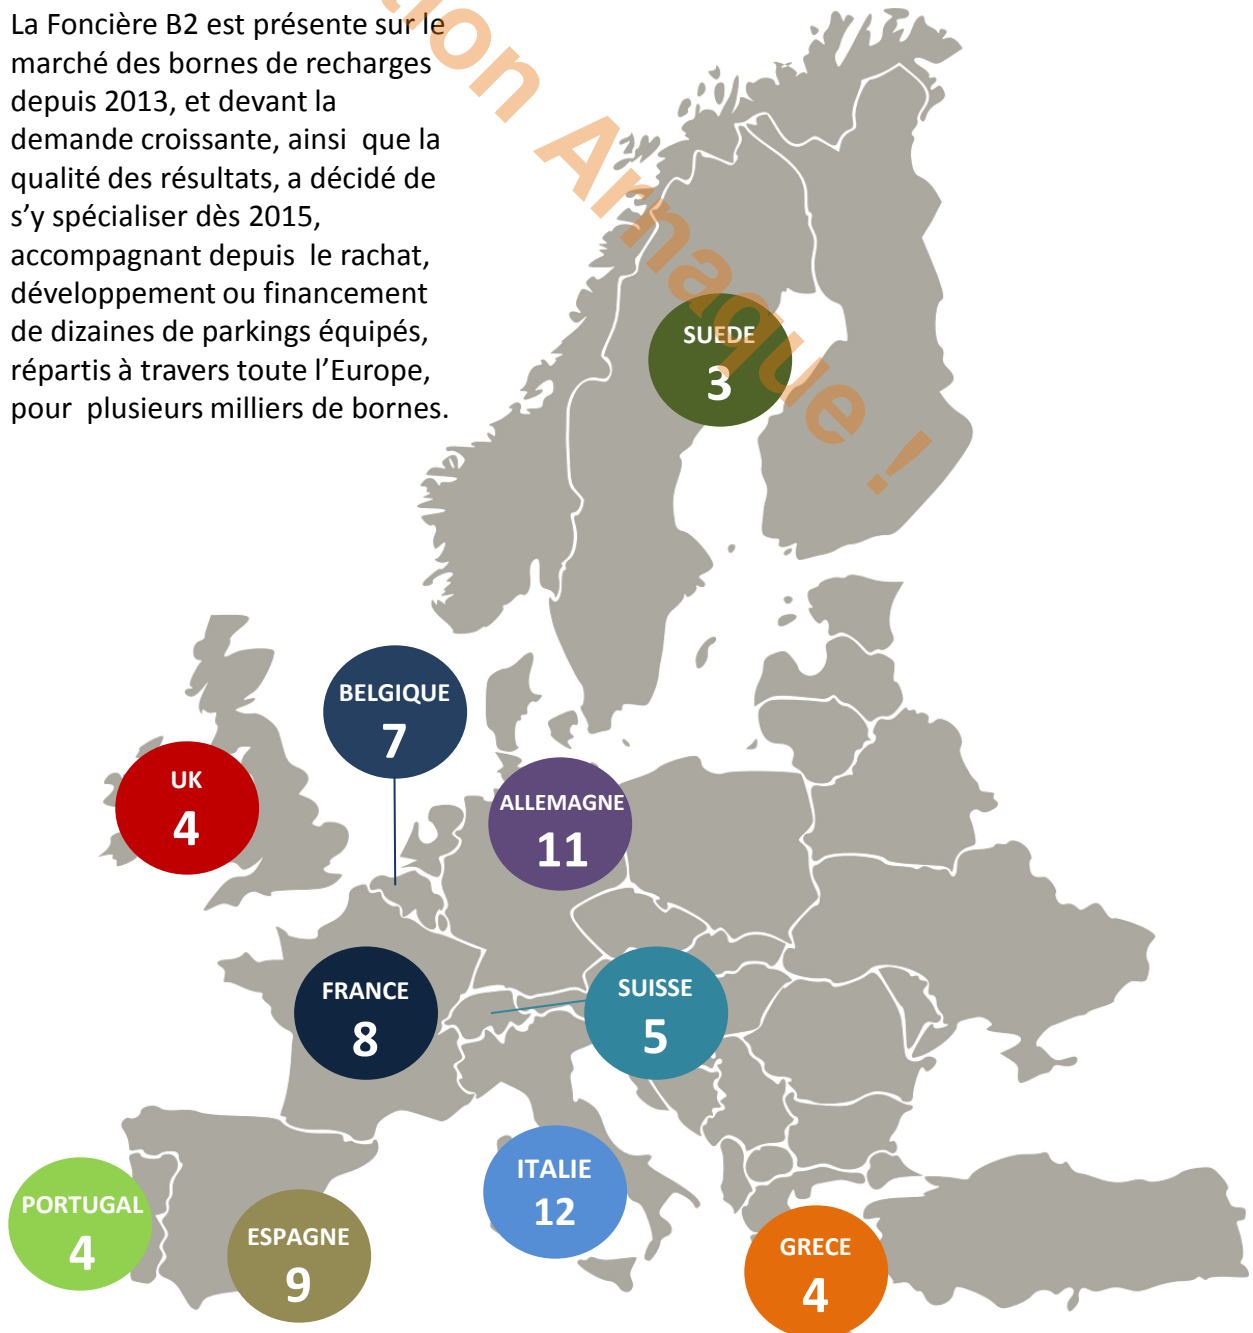 La Foncière B2 est présente sur le
marché des bornes de recharges
depuis 2013, et devant la
demande croissante, ainsi que la
qualité des résultats, a décidé de
s’y spécialiser dès 2015,
accompagnant depuis le rachat,
développement ou financement
de dizaines de parkings équipés,
répartis à travers toute l’Europe,
pour plusieurs milliers de bornes.
tion Arnaque !
SUEDE
3
BELGIQUE
7
UK
4
ALLEMAGNE
11
FRANCE
8
SUISSE
5
ITALIE
12
PORTUGAL
4
ESPAGNE
9
GRECE
4